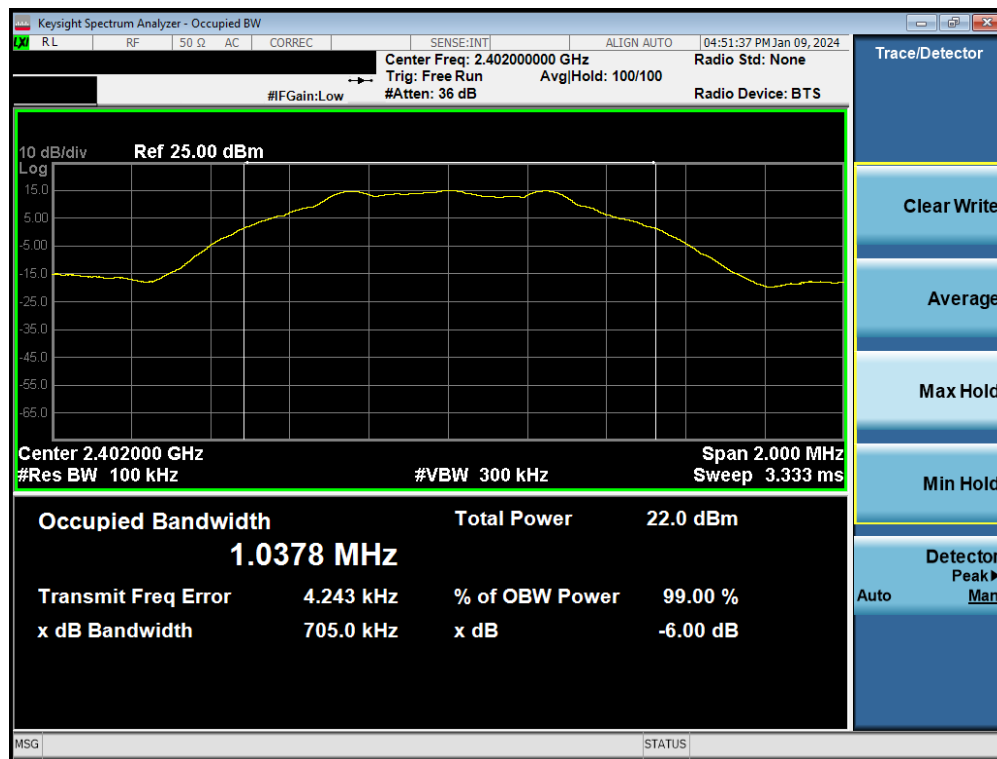 Keysight Spectrum Analyzer - Occupied BW
LXI RL RF 50 Ω AC CORREC SENSE:INT ALIGN AUTO 04:51:37 PM Jan 09, 2024
Center Freq: 2.402000000 GHz Radio Std: None
Trig: Free Run Avg|Hold: 100/100
#IFGain:Low #Atten: 36 dB Radio Device: BTS
Trace/Detector
10 dB/div Ref 25.00 dBm
Log
15.0
5.00
-5.00
-15.0
-25.0
-35.0
-45.0
-55.0
-65.0
Center 2.402000 GHz Span 2.000 MHz
#Res BW 100 kHz #VBW 300 kHz Sweep 3.333 ms
Clear Write
Average
Max Hold
Min Hold
Detector
Peak▶
Auto Man
Occupied Bandwidth Total Power 22.0 dBm
1.0378 MHz
Transmit Freq Error 4.243 kHz % of OBW Power 99.00 %
x dB Bandwidth 705.0 kHz x dB -6.00 dB
MSG STATUS